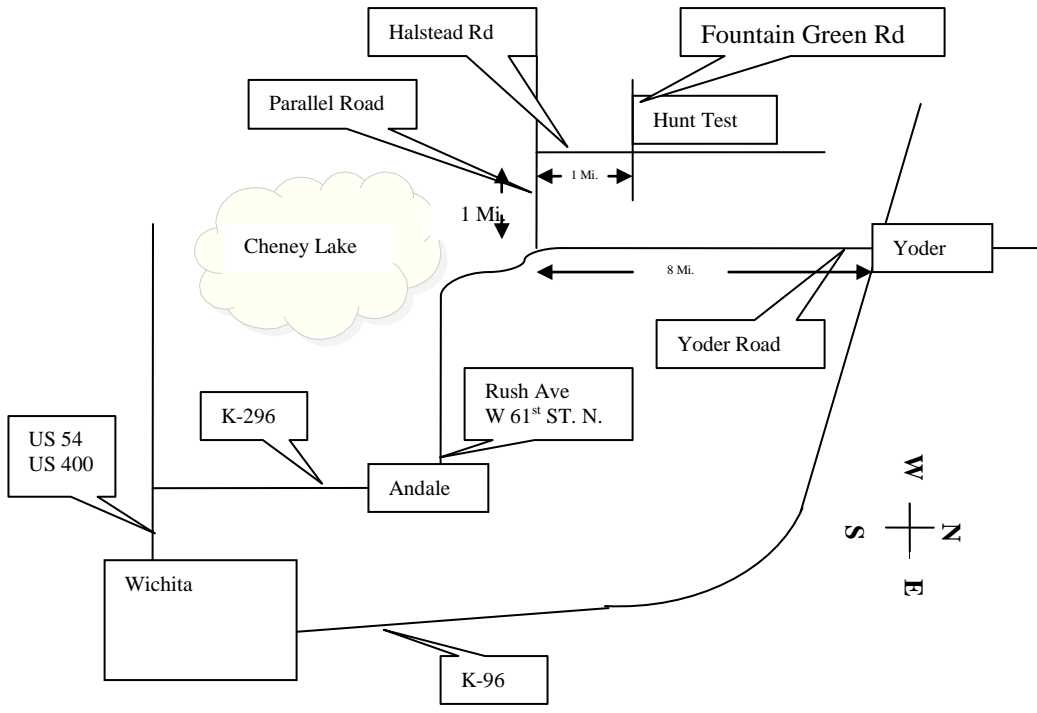 Halstead Rd
Fountain Green Rd
Parallel Road
Hunt Test
1 Mi.
1 Mi.
Cheney Lake
Yoder
8 Mi.
Yoder Road
Rush Ave
W 61st ST. N.
K-296
US 54
US 400
Andale
W
N
S
E
Wichita
K-96